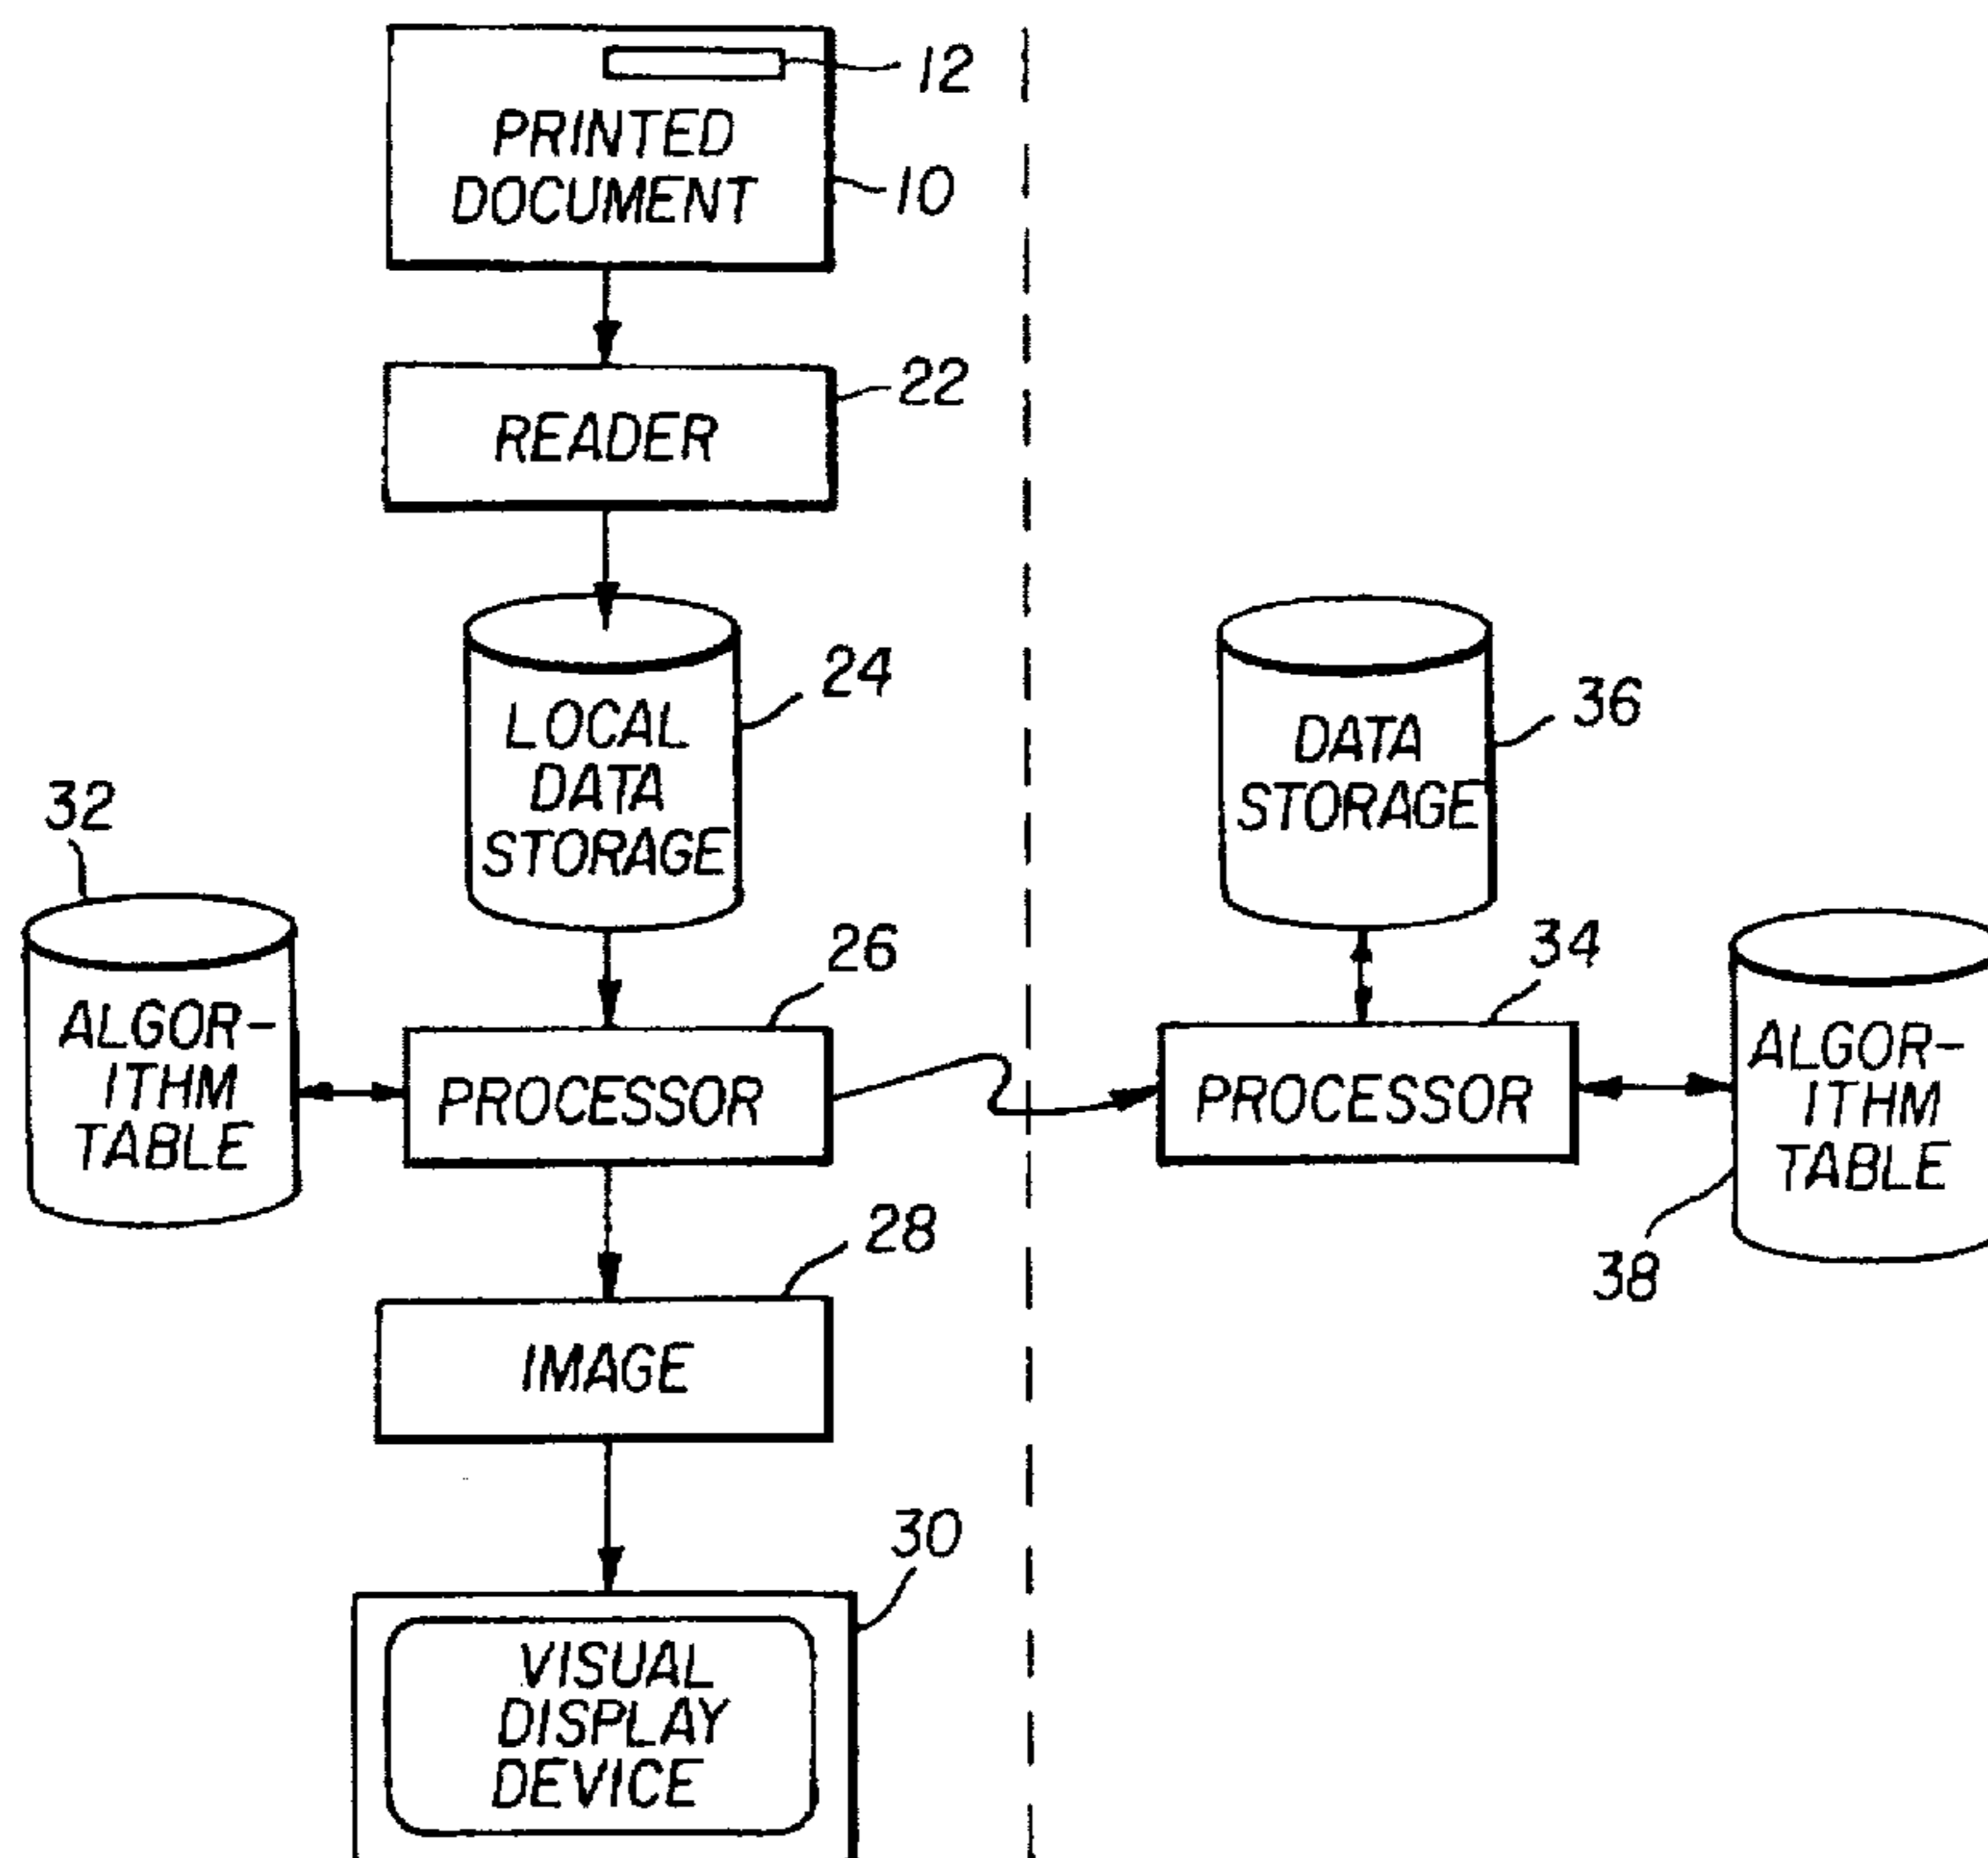 12
PRINTED
DOCUMENT
10
READER
22
LOCAL
DATA
STORAGE
24
DATA
STORAGE
36
32
ALGOR-
ITHM
TABLE
PROCESSOR
26
PROCESSOR
34
ALGOR-
ITHM
TABLE
38
IMAGE
28
VISUAL
DISPLAY
DEVICE
30